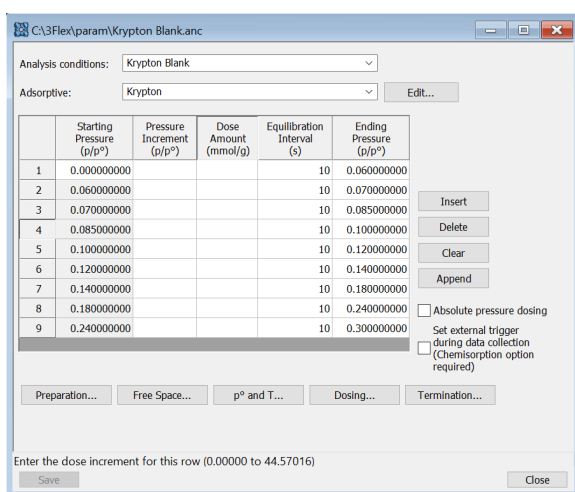 C:\3Flex\param\Krypton Blank.anc
Analysis conditions: Krypton Blank
Adsorptive: Krypton Edit...
Starting Pressure (p/p°) Pressure Increment (p/p°) Dose Amount (mmol/g) Equilibration Interval (s) Ending Pressure (p/p°)
1 0.000000000 10 0.060000000
2 0.060000000 10 0.070000000
3 0.070000000 10 0.085000000
4 0.085000000 10 0.100000000
5 0.100000000 10 0.120000000
6 0.120000000 10 0.140000000
7 0.140000000 10 0.180000000
8 0.180000000 10 0.240000000
9 0.240000000 10 0.300000000
Insert
Delete
Clear
Append
Absolute pressure dosing
Set external trigger
during data collection
(Chemisorption option
required)
Preparation... Free Space... p° and T... Dosing... Termination...
Enter the dose increment for this row (0.00000 to 44.57016)
Save Close